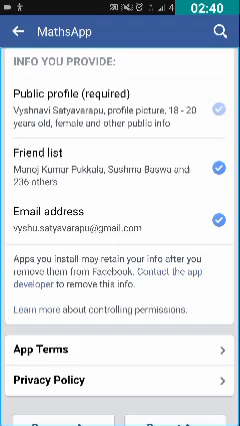 02:40
MathsApp
INFO YOU PROVIDE:
Public profile (required)
Vyshnavi Satyavarapu, profile picture, 18 - 20
years old, female and other public info
Friend list
Manoj Kumar Pukkala, Sushma Baswa and
236 others
Email address
vyshu.satyavarapu@gmail.com
Apps you install may retain your info after you
remove them from Facebook. Contact the app
developer to remove this info.
Learn more about controlling permissions.
App Terms
Privacy Policy